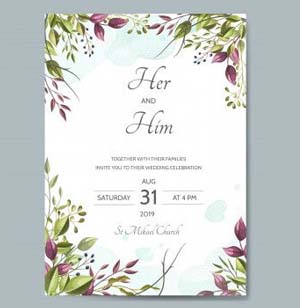 Her
AND
Him
TOGETHER WITH THEIR FAMILIES
INVITE YOU TO THEIR WEDDING CELEBRATION
AUG
SATURDAY 31 AT 4 PM
2019
St Mikael Church